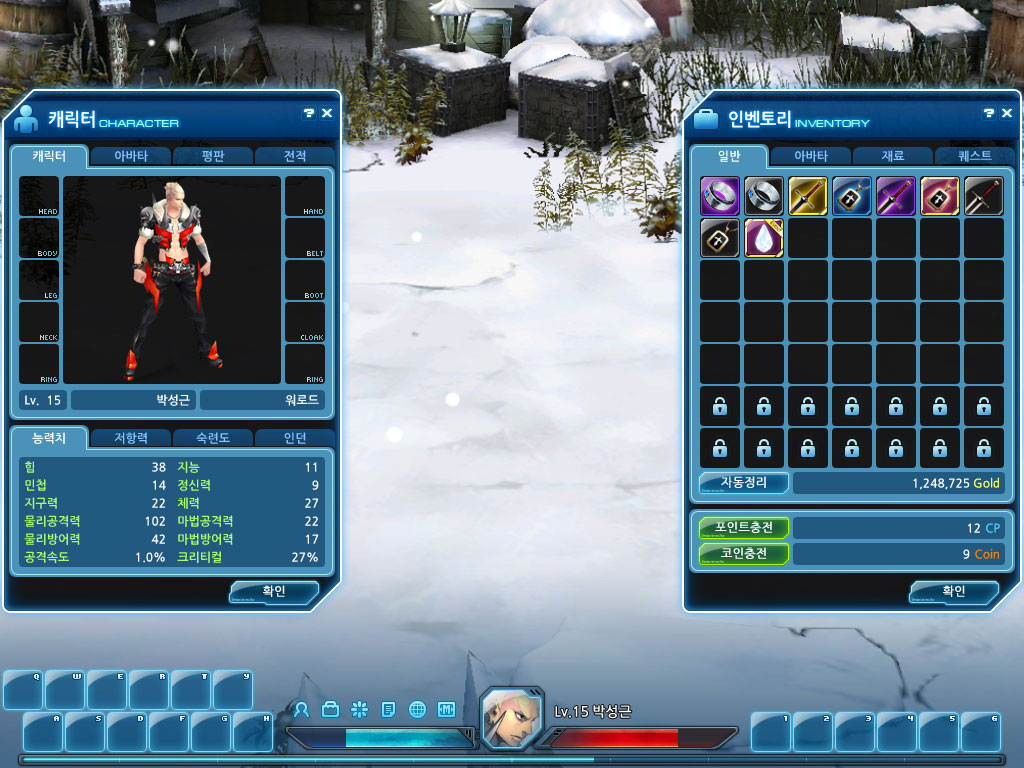 캐릭터 CHARACTER ? X
캐릭터 아바타 평판 전적
HEAD HAND
BODY BELT
LEG BOOT
NECK CLOAK
RING RING
Lv. 15 박성근 워로드
능력치 저항력 숙련도 인던
힘 38 지능 11
민첩 14 정신력 9
지구력 22 체력 27
물리공격력 102 마법공격력 22
물리방어력 42 마법방어력 17
공격속도 1.0% 크리티컬 27%
확인
인벤토리 INVENTORY ? X
일반 아바타 재료 퀘스트
자동정리 1,248,725 Gold
포인트충전 12 CP
코인충전 9 Coin
확인
Q W E R T Y
A S D F G H
M
Lv.15 박성근
1 2 3 4 5 6